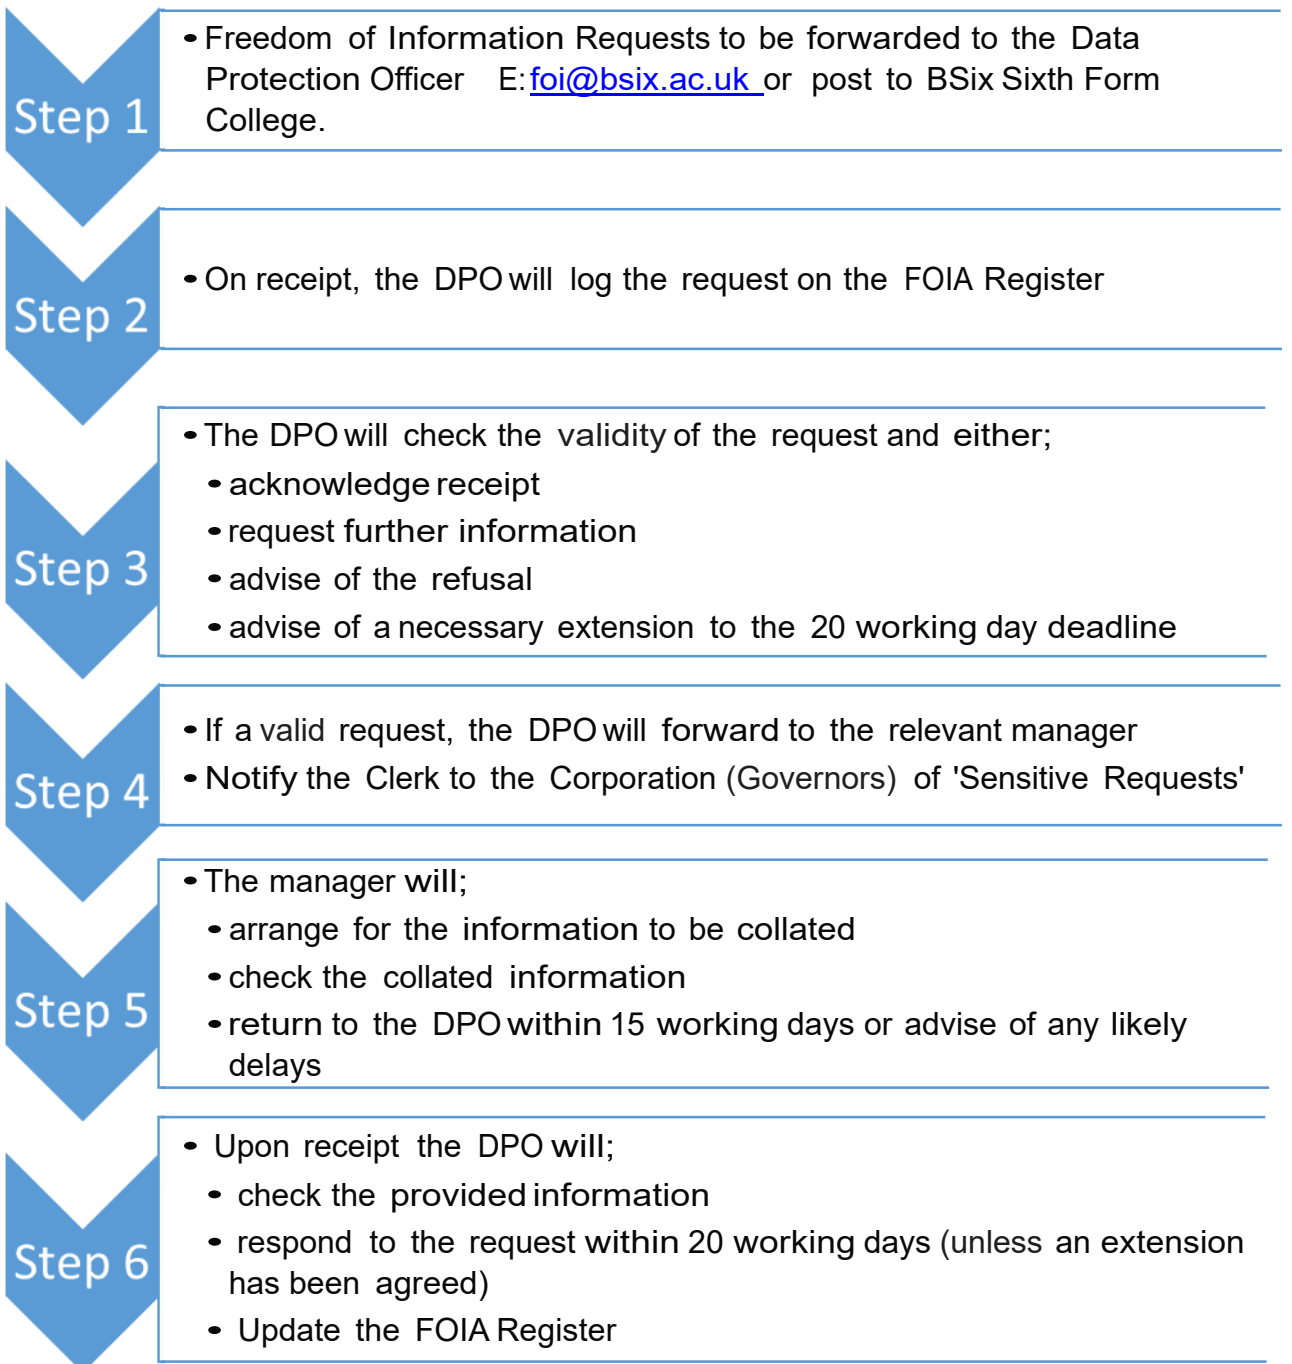 Step 1
• Freedom of Information Requests to be forwarded to the Data
Protection Officer E: foi@bsix.ac.uk or post to BSix Sixth Form
College.
Step 2
• On receipt, the DPO will log the request on the FOIA Register
Step 3
• The DPO will check the validity of the request and either;
• acknowledge receipt
• request further information
• advise of the refusal
• advise of a necessary extension to the 20 working day deadline
Step 4
• If a valid request, the DPO will forward to the relevant manager
• Notify the Clerk to the Corporation (Governors) of 'Sensitive Requests'
Step 5
• The manager will;
• arrange for the information to be collated
• check the collated information
• return to the DPO within 15 working days or advise of any likely
delays
Step 6
• Upon receipt the DPO will;
• check the provided information
• respond to the request within 20 working days (unless an extension
has been agreed)
• Update the FOIA Register